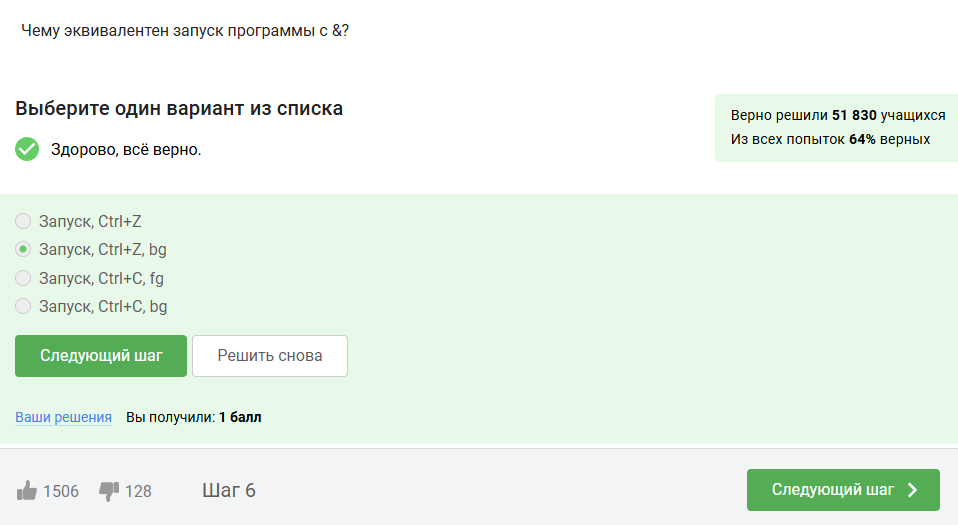 Чему эквивалентен запуск программы с &?
Выберите один вариант из списка
Верно решили 51 830 учащихся
Из всех попыток 64% верных
Здорово, всё верно.
Запуск, Ctrl+Z
Запуск, Ctrl+Z, bg
Запуск, Ctrl+C, fg
Запуск, Ctrl+C, bg
Следующий шаг
Решить снова
Ваши решения Вы получили: 1 балл
1506 128 Шаг 6 Следующий шаг